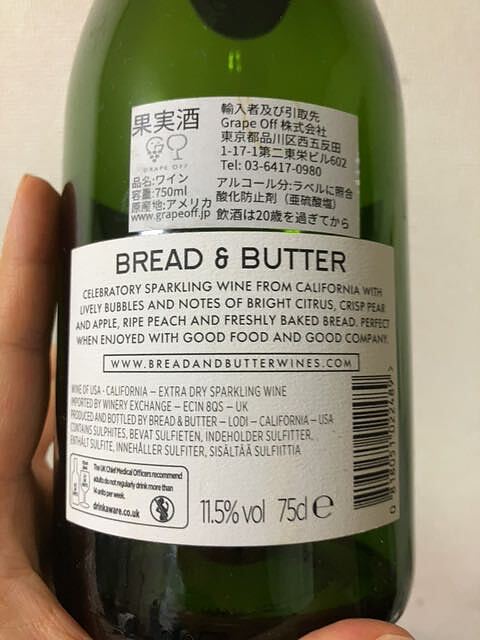 果実酒
GRAPE OFF
品名:ワイン
容量:750ml
原産地:アメリカ
www.grapeoff.jp
輸入者及び引取先
Grape Off 株式会社
東京都品川区西五反田
1-17-1第二東栄ビル602
Tel: 03-6417-0980
アルコール分:ラベルに照合
酸化防止剤（亜硫酸塩）
飲酒は20歳を過ぎてから
BREAD & BUTTER
CELEBRATORY SPARKLING WINE FROM CALIFORNIA WITH
LIVELY BUBBLES AND NOTES OF BRIGHT CITRUS, CRISP PEAR
AND APPLE, RIPE PEACH AND FRESHLY BAKED BREAD. PERFECT
WHEN ENJOYED WITH GOOD FOOD AND GOOD COMPANY.
WWW.BREADANDBUTTERWINES.COM
WINE OF USA - CALIFORNIA – EXTRA DRY SPARKLING WINE
IMPORTED BY WINERY EXCHANGE – EC1N 8QS – UK
PRODUCED AND BOTTLED BY BREAD & BUTTER – LODI – CALIFORNIA – USA
CONTAINS SULPHITES, BEVAT SULFIETEN, INDEHOLDER SULFITTER,
ENTHÄLT SULFITE, INNEHÅLLER SULFITER, SISÄLTÄÄ SULFIITTIA
The UK Chief Medical Officers recommend
adults do not regularly drink more than
14 units per week.
drinkaware.co.uk
11.5% vol 75cl e